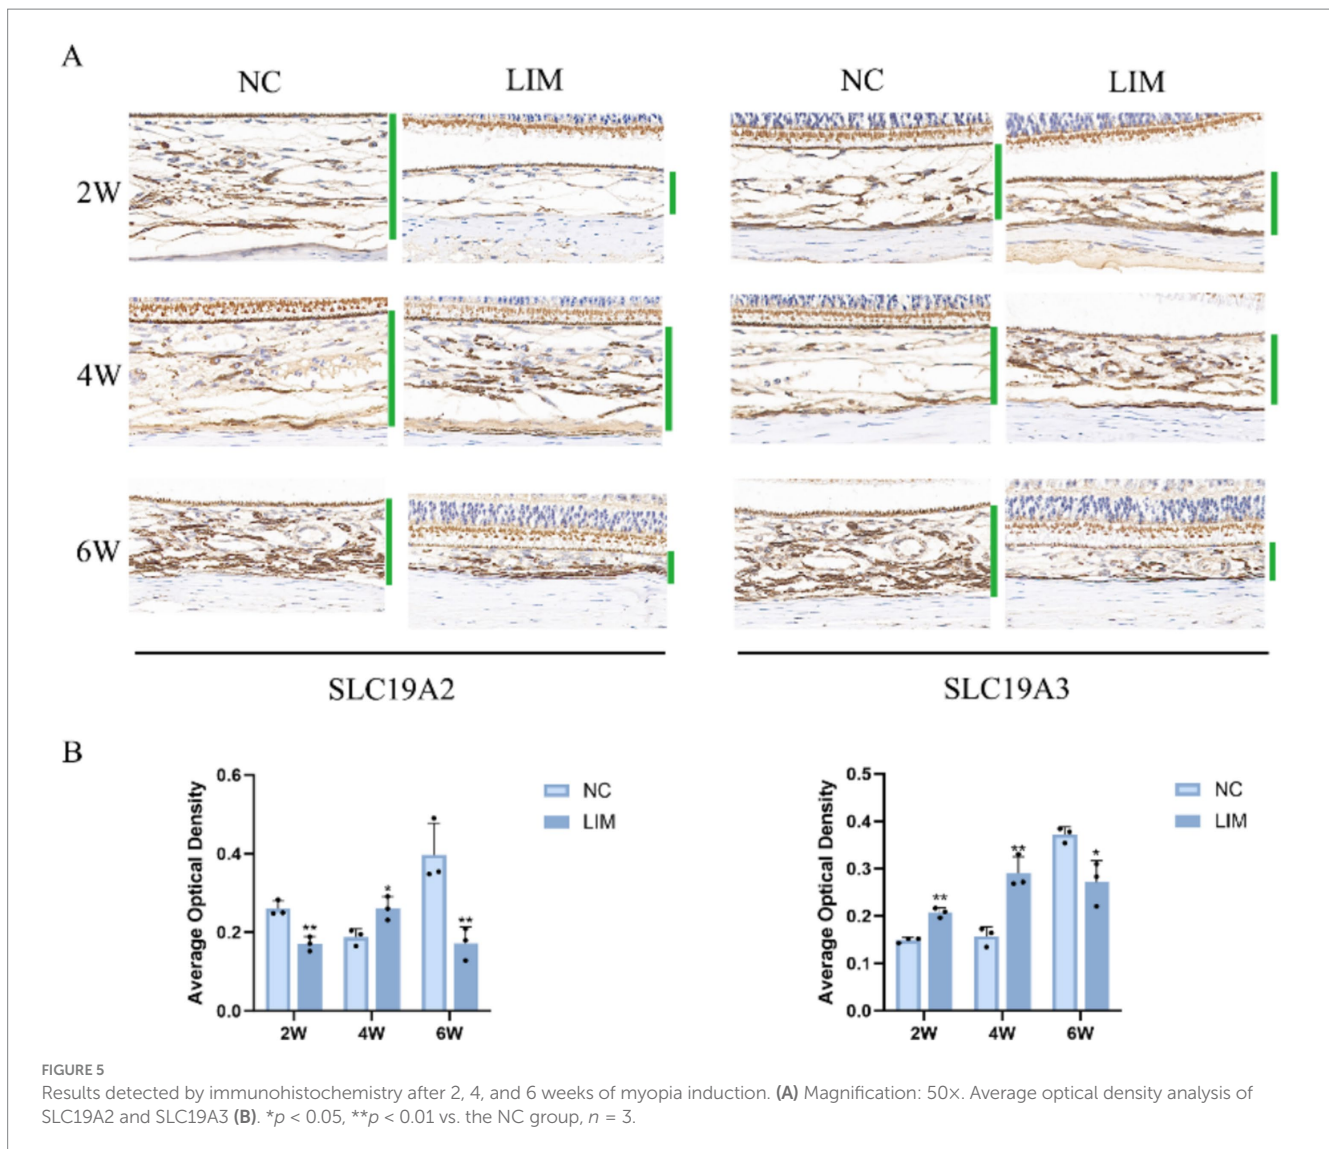 A
NC LIM NC LIM
2W
4W
6W
SLC19A2 SLC19A3
B
Average Optical Density
0.6
0.4
0.2
0.0
** * **
2W 4W 6W
NC
LIM
Average Optical Density
0.5
0.4
0.3
0.2
0.1
0.0
** ** *
2W 4W 6W
NC
LIM
FIGURE 5
Results detected by immunohistochemistry after 2, 4, and 6 weeks of myopia induction. (A) Magnification: 50×. Average optical density analysis of
SLC19A2 and SLC19A3 (B). *p < 0.05, **p < 0.01 vs. the NC group, n = 3.